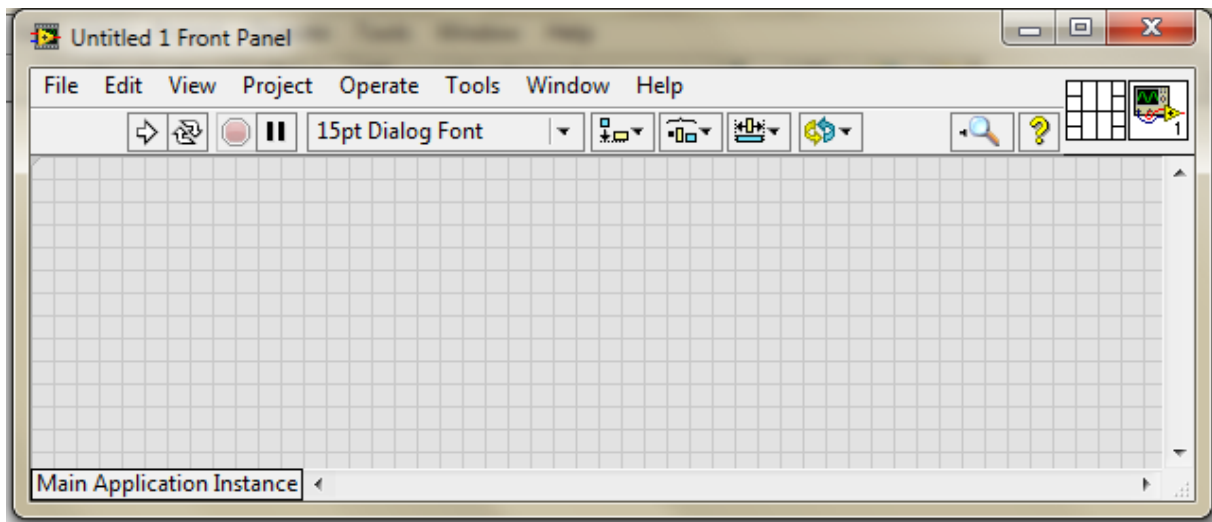 Untitled 1 Front Panel
File Edit View Project Operate Tools Window Help
15pt Dialog Font
?
1
Main Application Instance